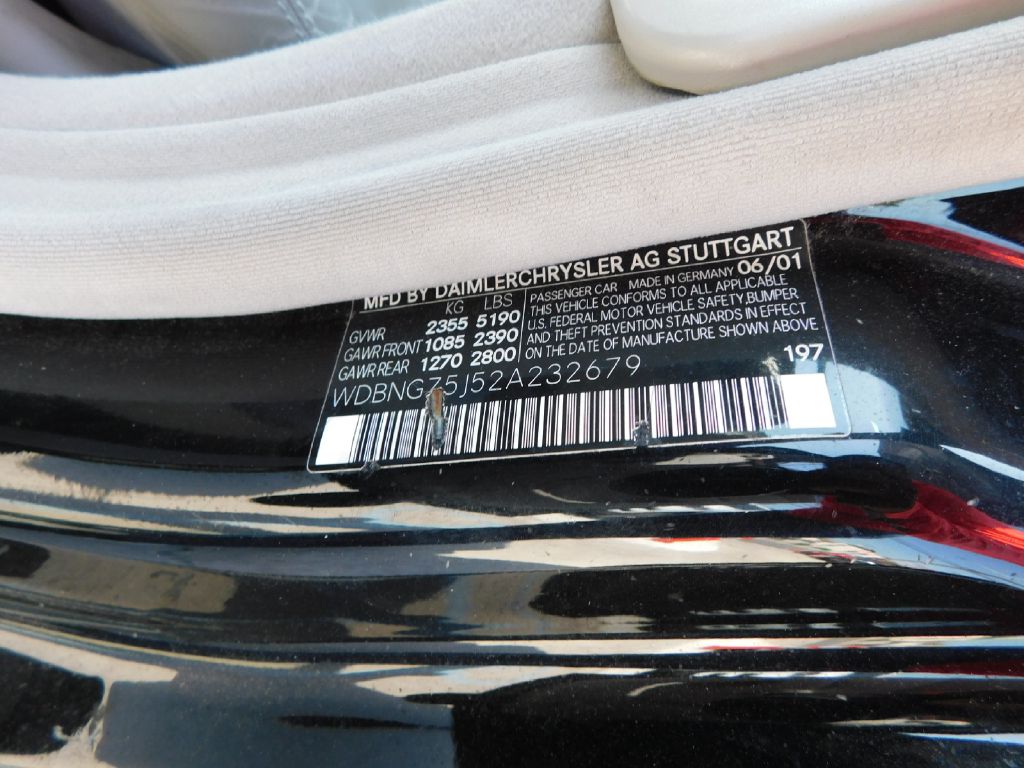 MFD BY DAIMLERCHRYSLER AG STUTTGART
KG LBS
GVWR 2355 5190
GAWR FRONT 1085 2390
GAWR REAR 1270 2800
PASSENGER CAR MADE IN GERMANY 06/01
THIS VEHICLE CONFORMS TO ALL APPLICABLE
U.S. FEDERAL MOTOR VEHICLE SAFETY,BUMPER
AND THEFT PREVENTION STANDARDS IN EFFECT
ON THE DATE OF MANUFACTURE SHOWN ABOVE
WDBNG75J52A232679
197